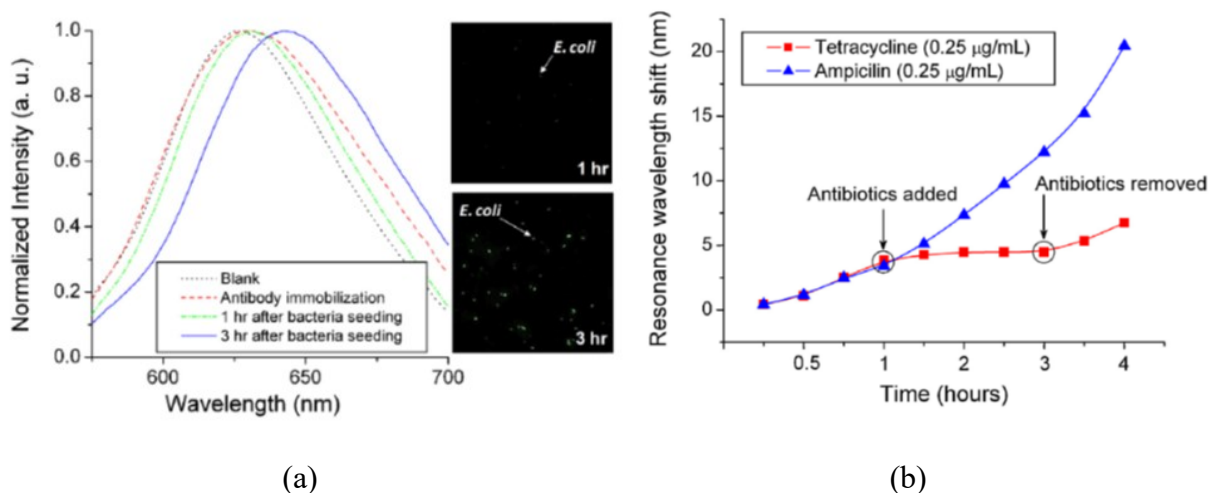 1.0
0.8
0.6
0.4
0.2
0.0
Normalized Intensity (a. u.)
600
650
700
Wavelength (nm)
Blank
Antibody immobilization
1 hr after bacteria seeding
3 hr after bacteria seeding
E. coli
1 hr
E. coli
3 hr
(a)
20
15
10
5
0
Resonance wavelength shift (nm)
Tetracycline (0.25 μg/mL)
Ampicilin (0.25 μg/mL)
Antibiotics added
Antibiotics removed
0.5
1
2
3
4
Time (hours)
(b)